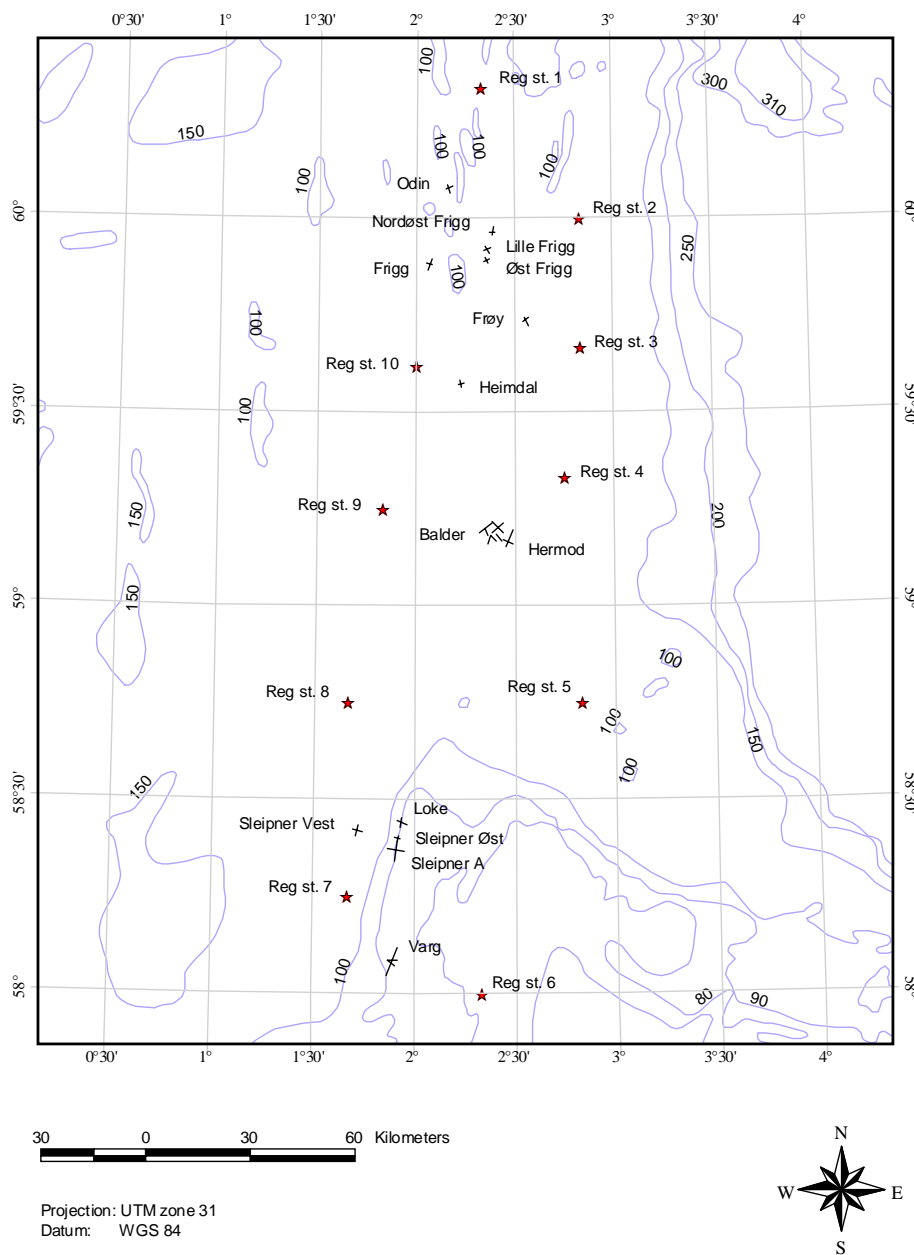 0°30' 1° 1°30' 2° 2°30' 3° 3°30' 4°
100
Reg st. 1
300
310
150
100
100
100
100
Odin
Reg st. 2
60°
60°
Nordøst Frigg
Lille Frigg
250
Frigg
Øst Frigg
100
100
Frøy
Reg st. 3
Reg st. 10
Heimdal
59°30'
59°30'
100
Reg st. 4
150
Reg st. 9
200
Balder
Hermod
150
59°
59°
100
Reg st. 8
Reg st. 5
100
150
100
150
58°30'
58°30'
Loke
Sleipner Vest
Sleipner Øst
Sleipner A
Reg st. 7
Varg
100
Reg st. 6
58°
58°
80
90
0°30' 1° 1°30' 2° 2°30' 3° 3°30' 4°
30 0 30 60 Kilometers
N
W E
S
Projection: UTM zone 31
Datum: WGS 84